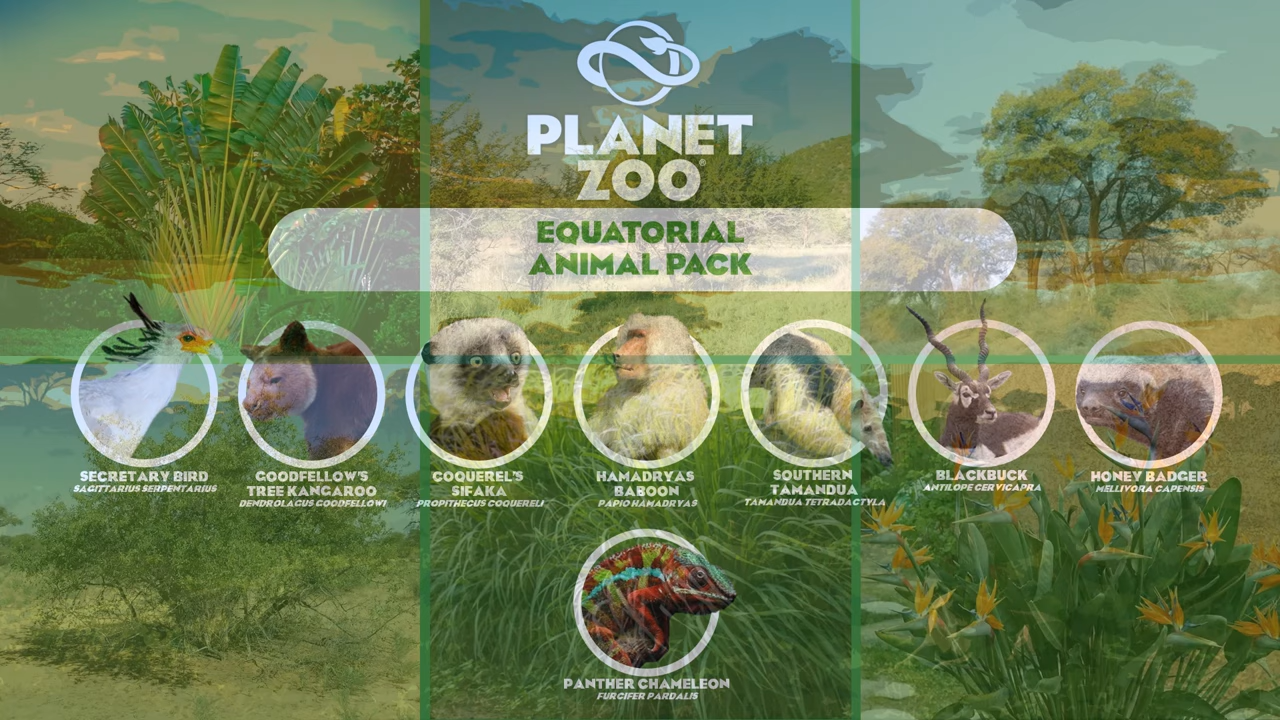 PLANET
ZOO®
EQUATORIAL
ANIMAL PACK
SECRETARY BIRD
SAGITTARIUS SERPENTARIUS
GOODFELLOW'S
TREE KANGAROO
DENDROLAGUS GOODFELLOWI
COQUEREL'S
SIFAKA
PROPITHECUS COQUERELI
HAMADRYAS
BABOON
PAPIO HAMADRYAS
SOUTHERN
TAMANDUA
TAMANDUA TETRADACTYLA
BLACKBUCK
ANTILOPE CERVICAPRA
HONEY BADGER
MELLIVORA CAPENSIS
PANTHER CHAMELEON
FURCIFER PARDALIS